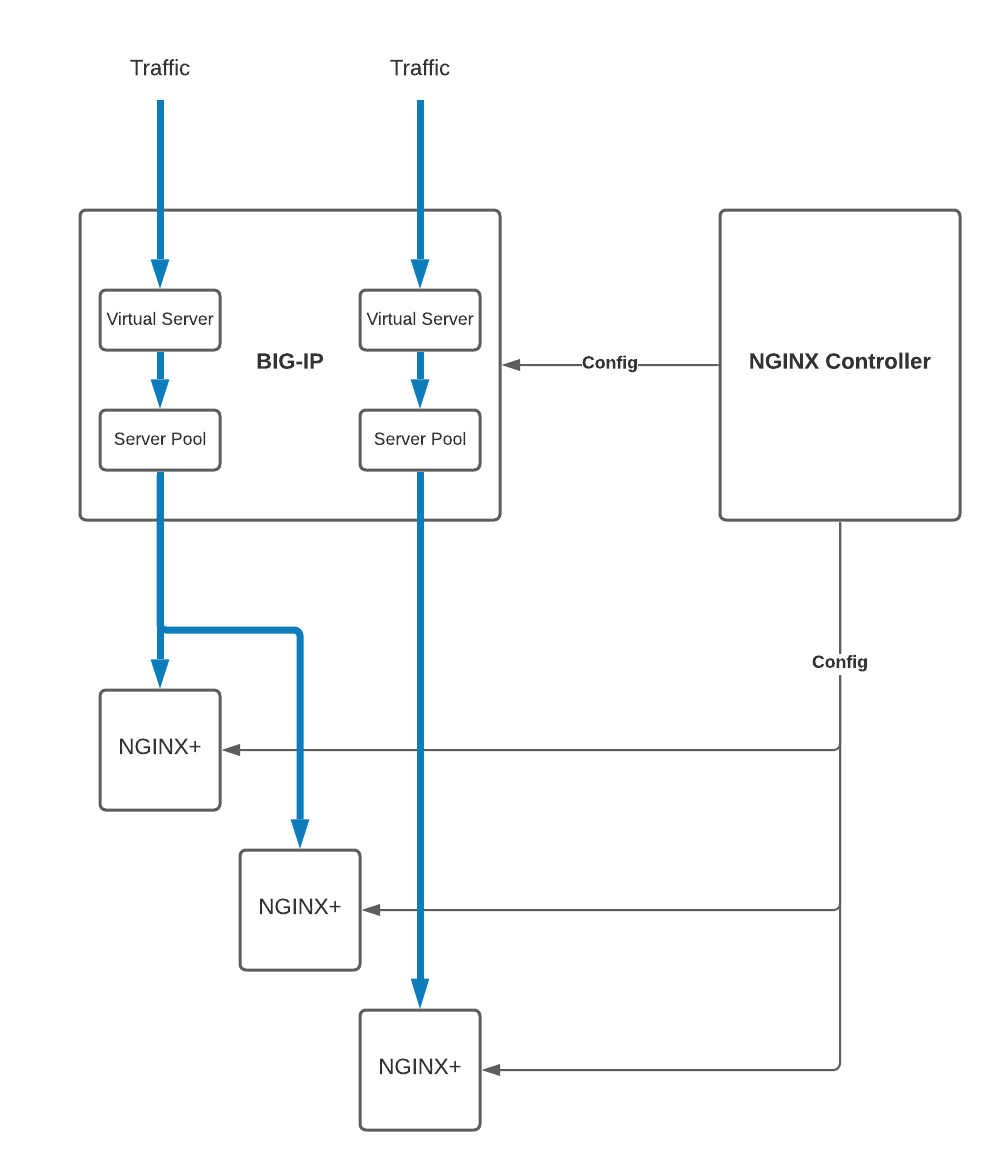 Traffic
Traffic
Virtual Server
Virtual Server
BIG-IP
Config
NGINX Controller
Server Pool
Server Pool
Config
NGINX+
NGINX+
NGINX+